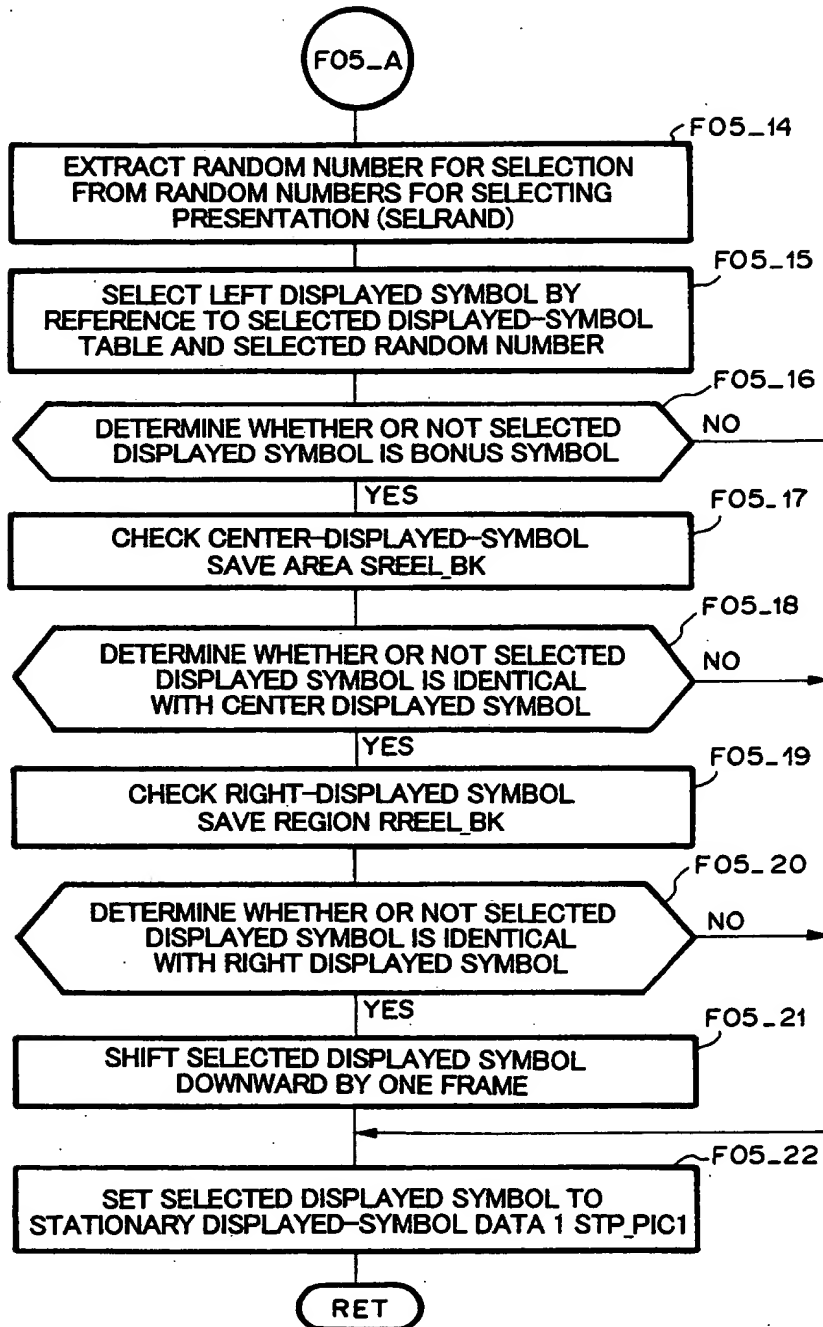 F05_A
F05_14
EXTRACT RANDOM NUMBER FOR SELECTION
FROM RANDOM NUMBERS FOR SELECTING
PRESENTATION (SELRAND)
F05_15
SELECT LEFT DISPLAYED SYMBOL BY
REFERENCE TO SELECTED DISPLAYED-SYMBOL
TABLE AND SELECTED RANDOM NUMBER
F05_16
DETERMINE WHETHER OR NOT SELECTED
DISPLAYED SYMBOL IS BONUS SYMBOL
NO
YES
F05_17
CHECK CENTER-DISPLAYED-SYMBOL
SAVE AREA SREEL_BK
F05_18
DETERMINE WHETHER OR NOT SELECTED
DISPLAYED SYMBOL IS IDENTICAL
WITH CENTER DISPLAYED SYMBOL
NO
YES
F05_19
CHECK RIGHT-DISPLAYED SYMBOL
SAVE REGION RREEL_BK
F05_20
DETERMINE WHETHER OR NOT SELECTED
DISPLAYED SYMBOL IS IDENTICAL
WITH RIGHT DISPLAYED SYMBOL
NO
YES
F05_21
SHIFT SELECTED DISPLAYED SYMBOL
DOWNWARD BY ONE FRAME
F05_22
SET SELECTED DISPLAYED SYMBOL TO
STATIONARY DISPLAYED-SYMBOL DATA 1 STP_PIC1
RET